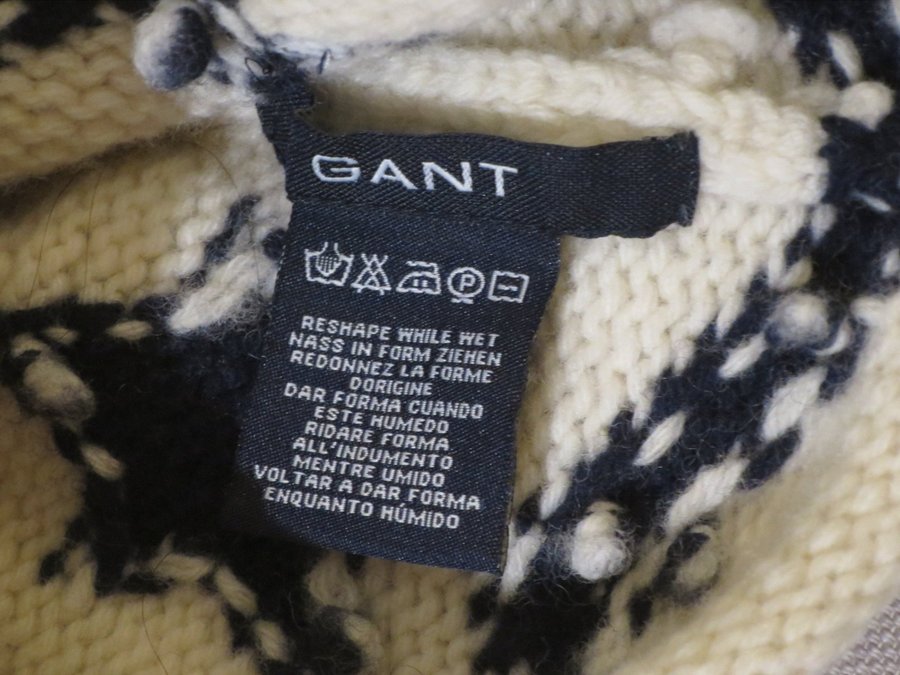 GANT
P
RESHAPE WHILE WET
NASS IN FORM ZIEHEN
REDONNEZ LA FORME
DORIGINE
DAR FORMA CUANDO
ESTE HUMEDO
RIDARE FORMA
ALL'INDUMENTO
MENTRE UMIDO
VOLTAR A DAR FORMA
ENQUANTO HÚMIDO